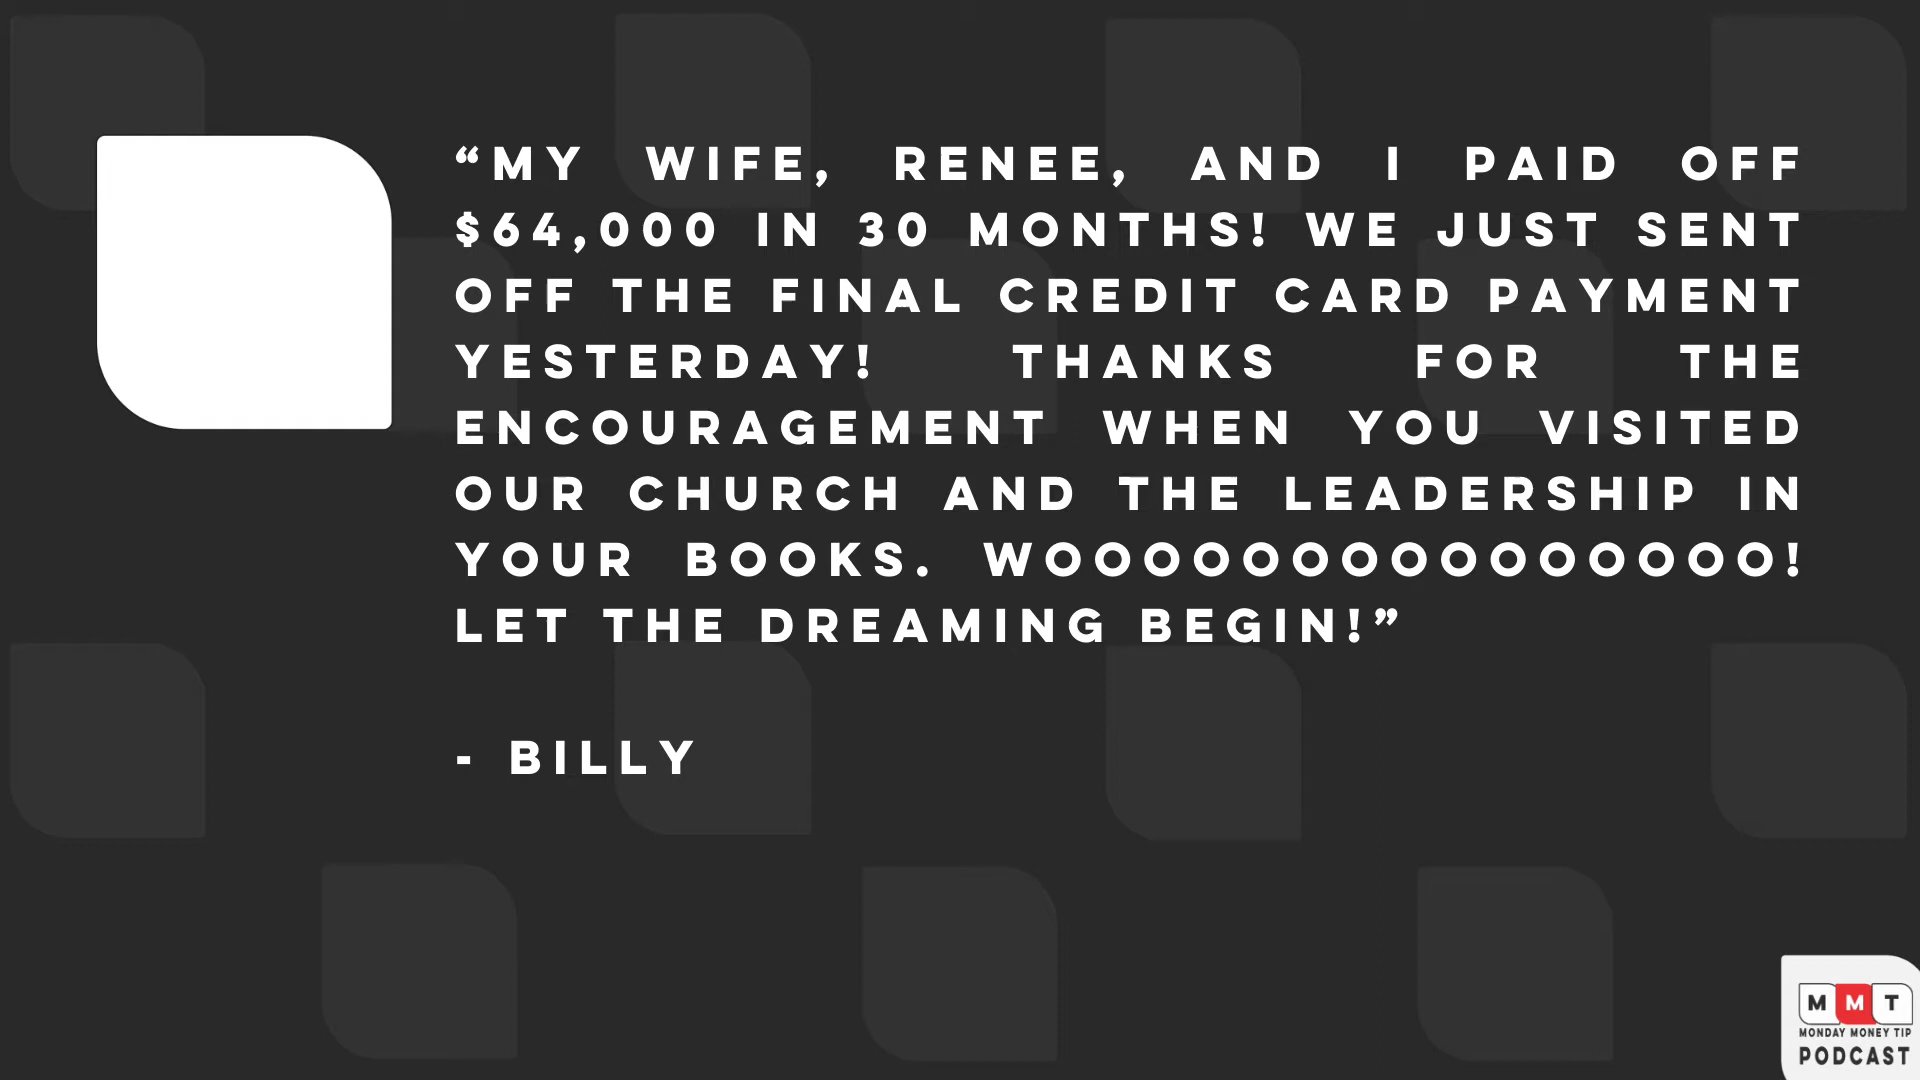 “MY WIFE, RENEE, AND I PAID OFF
$64,000 IN 30 MONTHS! WE JUST SENT
OFF THE FINAL CREDIT CARD PAYMENT
YESTERDAY! THANKS FOR THE
ENCOURAGEMENT WHEN YOU VISITED
OUR CHURCH AND THE LEADERSHIP IN
YOUR BOOKS. WOOOOOOOOOOOOOOO!
LET THE DREAMING BEGIN!”
- BILLY
MMT
MONDAY MONEY TIP
PODCAST